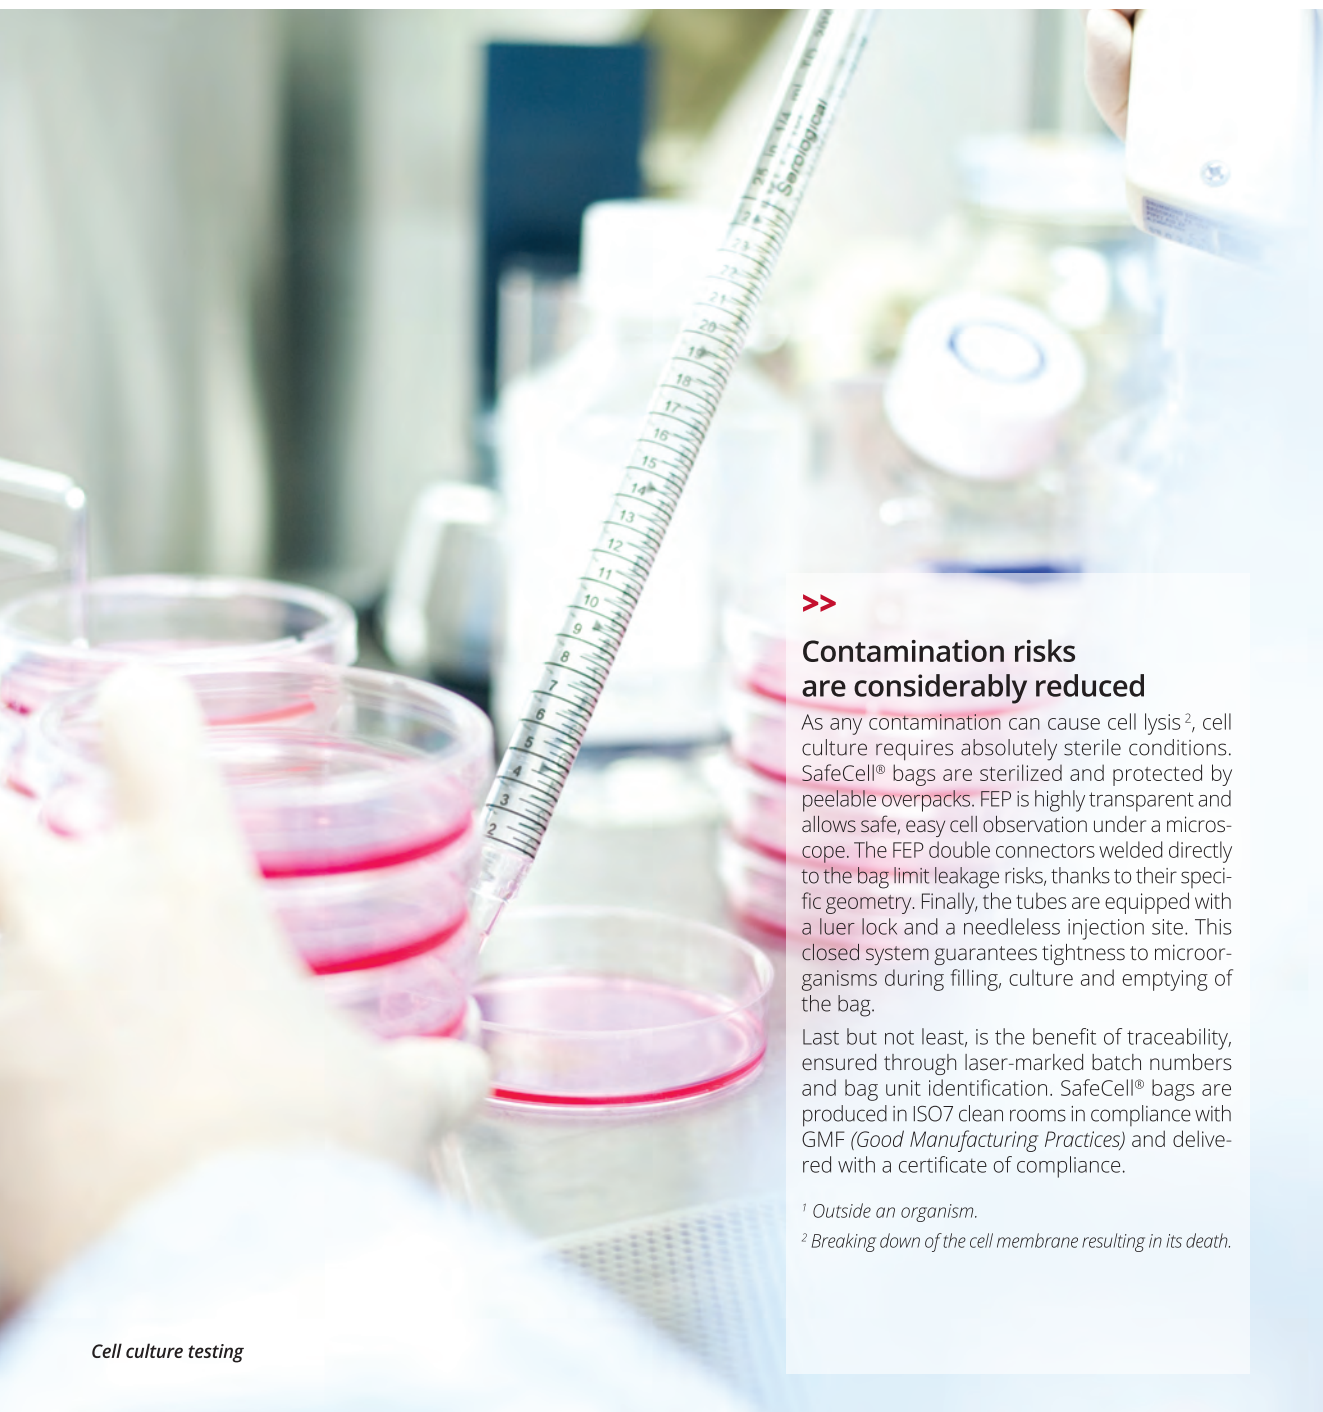 25 in 1/4 ml
Serological
23
22
21
20
19
18
17
16
15
14
13
12
11
10
9
8
7
6
5
4
3
2
>>
Contamination risks
are considerably reduced
As any contamination can cause cell lysis ², cell
culture requires absolutely sterile conditions.
SafeCell® bags are sterilized and protected by
peelable overpacks. FEP is highly transparent and
allows safe, easy cell observation under a micros-
cope. The FEP double connectors welded directly
to the bag limit leakage risks, thanks to their speci-
fic geometry. Finally, the tubes are equipped with
a luer lock and a needleless injection site. This
closed system guarantees tightness to microor-
ganisms during filling, culture and emptying of
the bag.
Last but not least, is the benefit of traceability,
ensured through laser-marked batch numbers
and bag unit identification. SafeCell® bags are
produced in ISO7 clean rooms in compliance with
GMF (Good Manufacturing Practices) and delive-
red with a certificate of compliance.
¹ Outside an organism.
² Breaking down of the cell membrane resulting in its death.
Cell culture testing